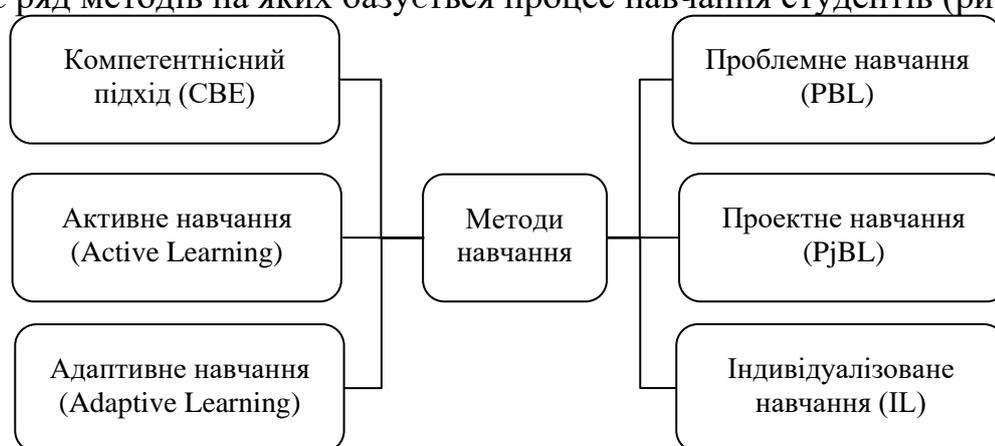 ряд методів на яких базується процес навчання студентів (ри
Компетентнісний
підхід (CBE)
Активне навчання
(Active Learning)
Адаптивне навчання
(Adaptive Learning)
Методи
навчання
Проблемне навчання
(PBL)
Проектне навчання
(PjBL)
Індивідуалізоване
навчання (IL)